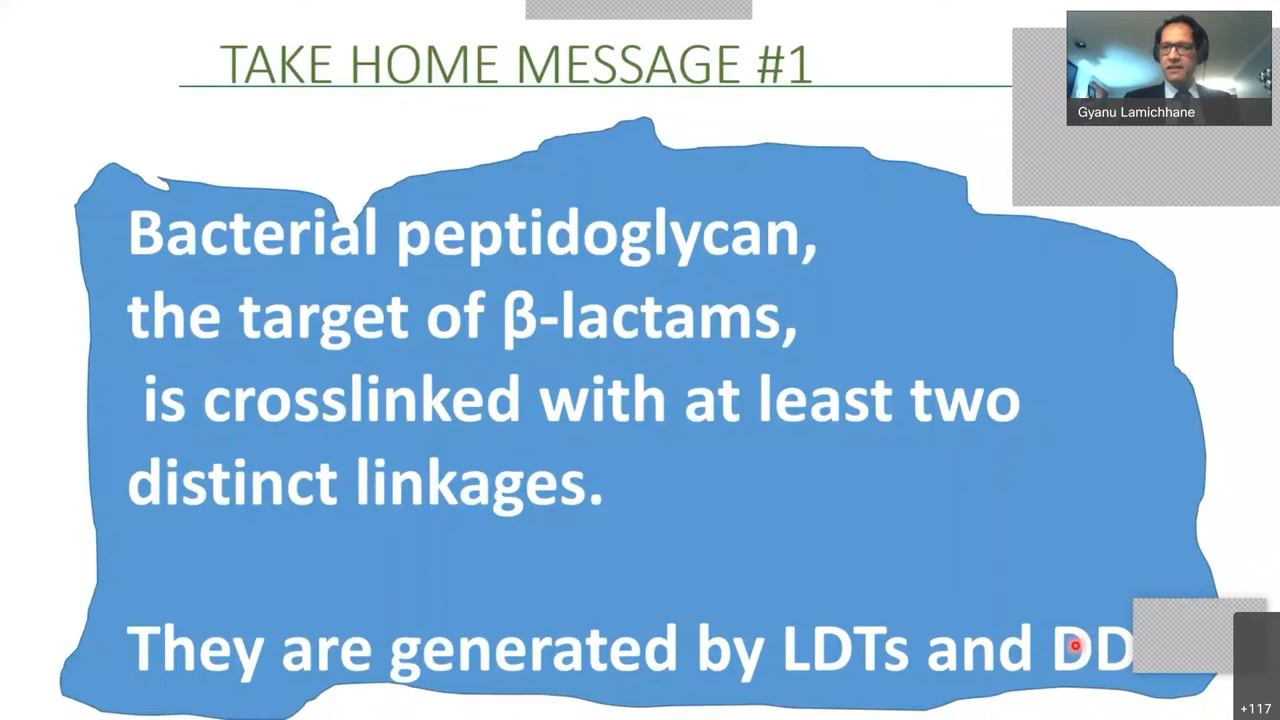 TAKE HOME MESSAGE #1
Gyanu Lamichhane
Bacterial peptidoglycan,
the target of β-lactams,
is crosslinked with at least two
distinct linkages.
They are generated by LDTs and DD
+117